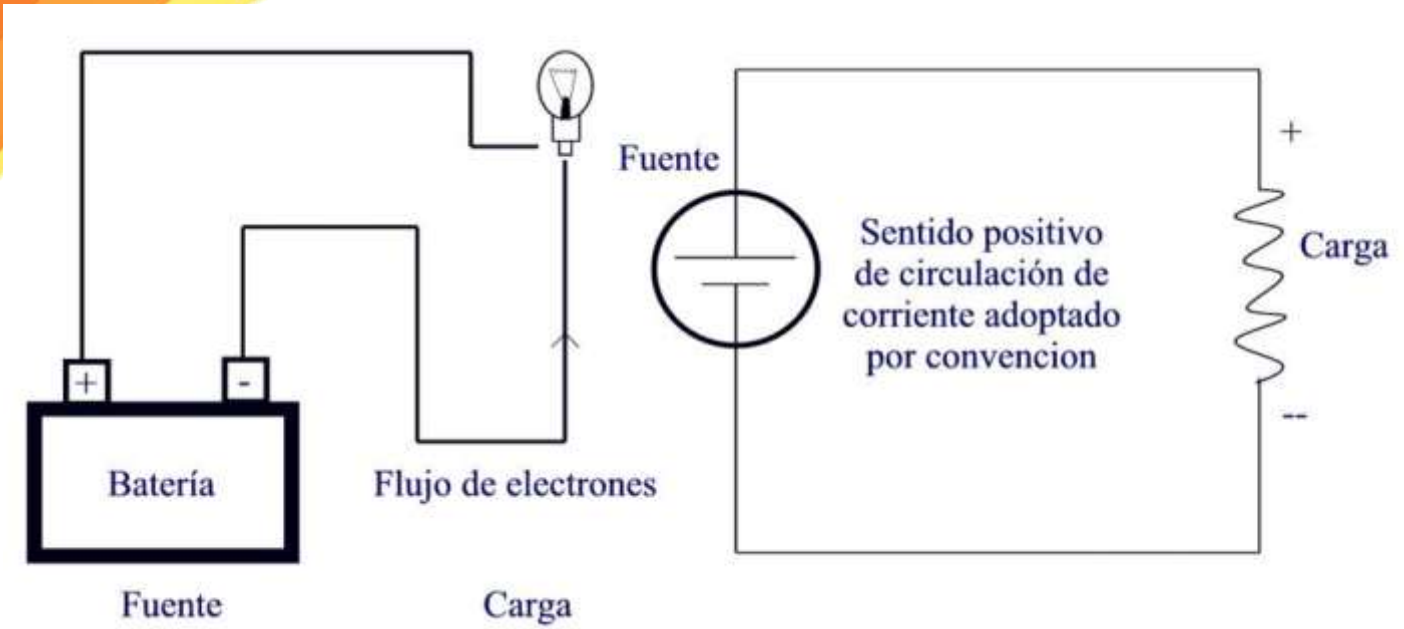 +
-
Batería
Fuente
Flujo de electrones
Carga
Fuente
Sentido positivo
de circulación de
corriente adoptado
por convencion
+
Carga
--